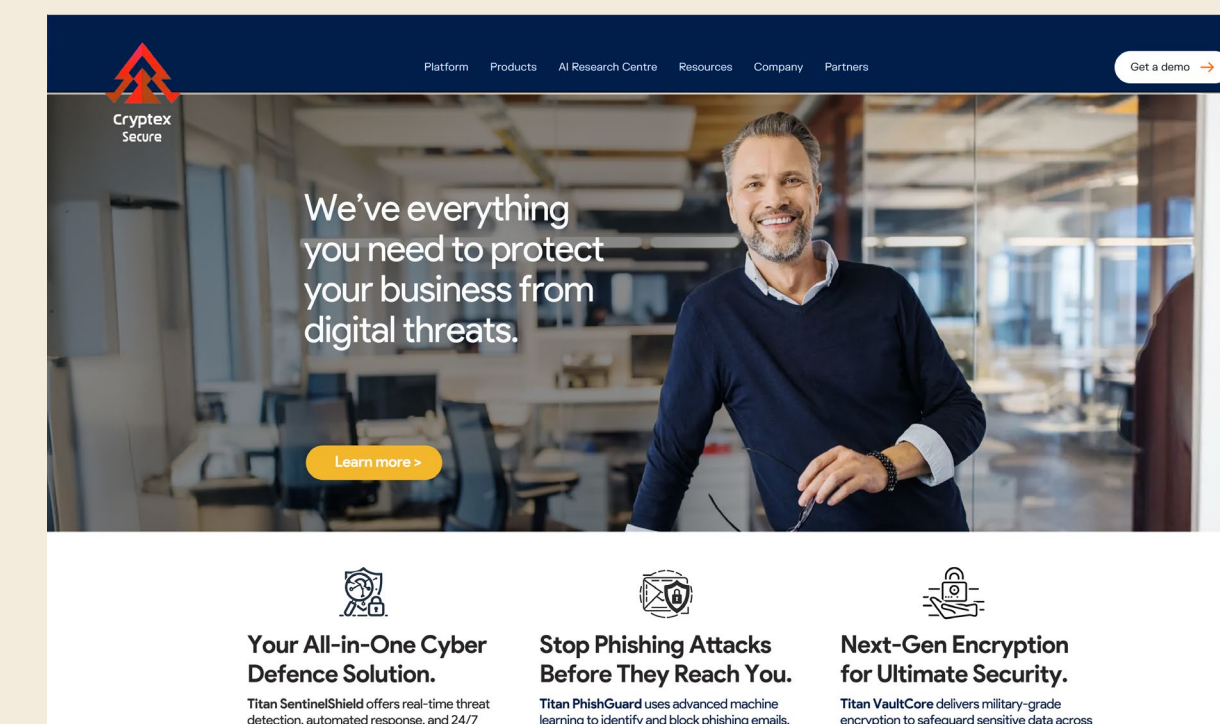 Cryptex
Secure
Platform Products AI Research Centre Resources Company Partners
Get a demo
We’ve everything
you need to protect
your business from
digital threats.
Learn more >
Your All-in-One Cyber
Defence Solution.
Titan SentinelShield offers real-time threat
detection, automated response, and 24/7
Stop Phishing Attacks
Before They Reach You.
Titan PhishGuard uses advanced machine
learning to identify and block phishing emails,
Next-Gen Encryption
for Ultimate Security.
Titan VaultCore delivers military-grade
encryption to safeguard sensitive data across